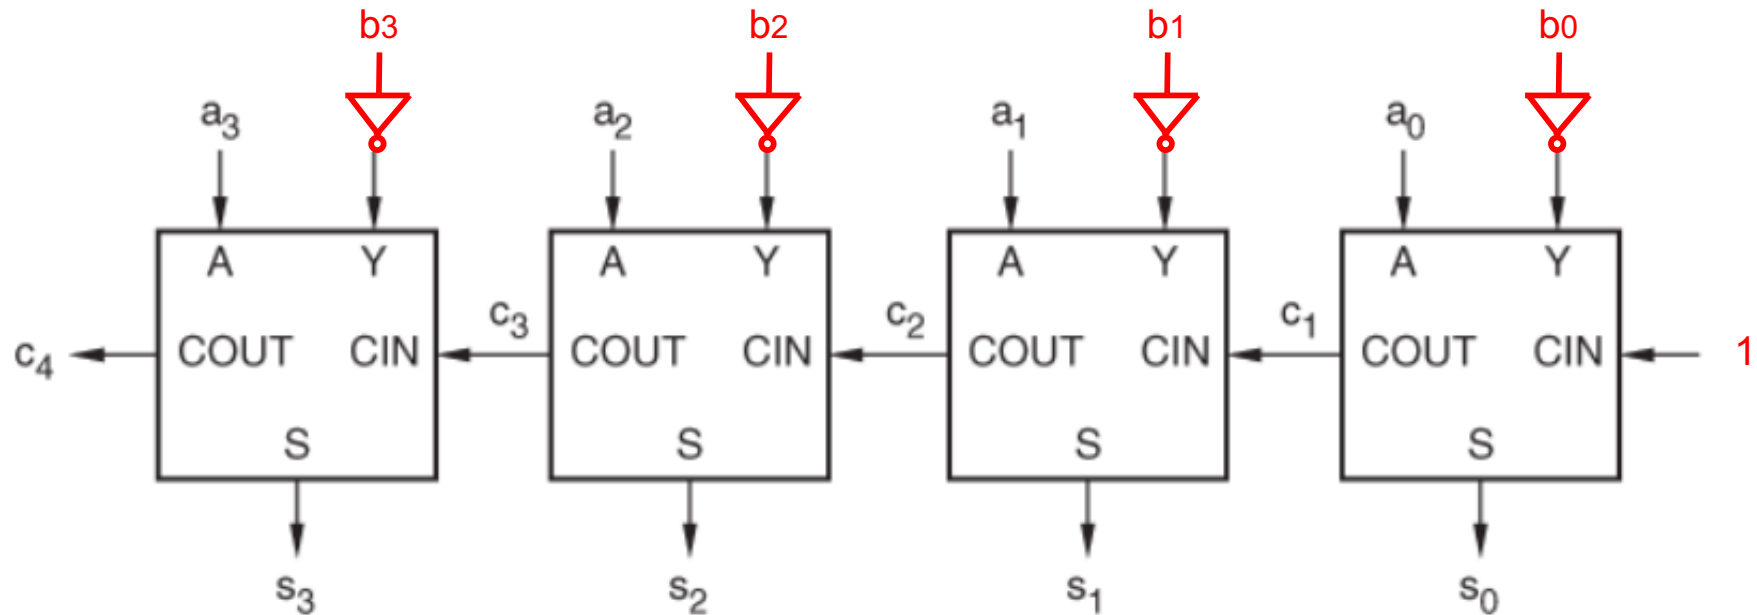 b3 b2 b1 b0
a3 a2 a1 a0
A Y A Y A Y A Y
c3 c2 c1
c4 COUT CIN COUT CIN COUT CIN COUT CIN 1
S S S S
s3 s2 s1 s0